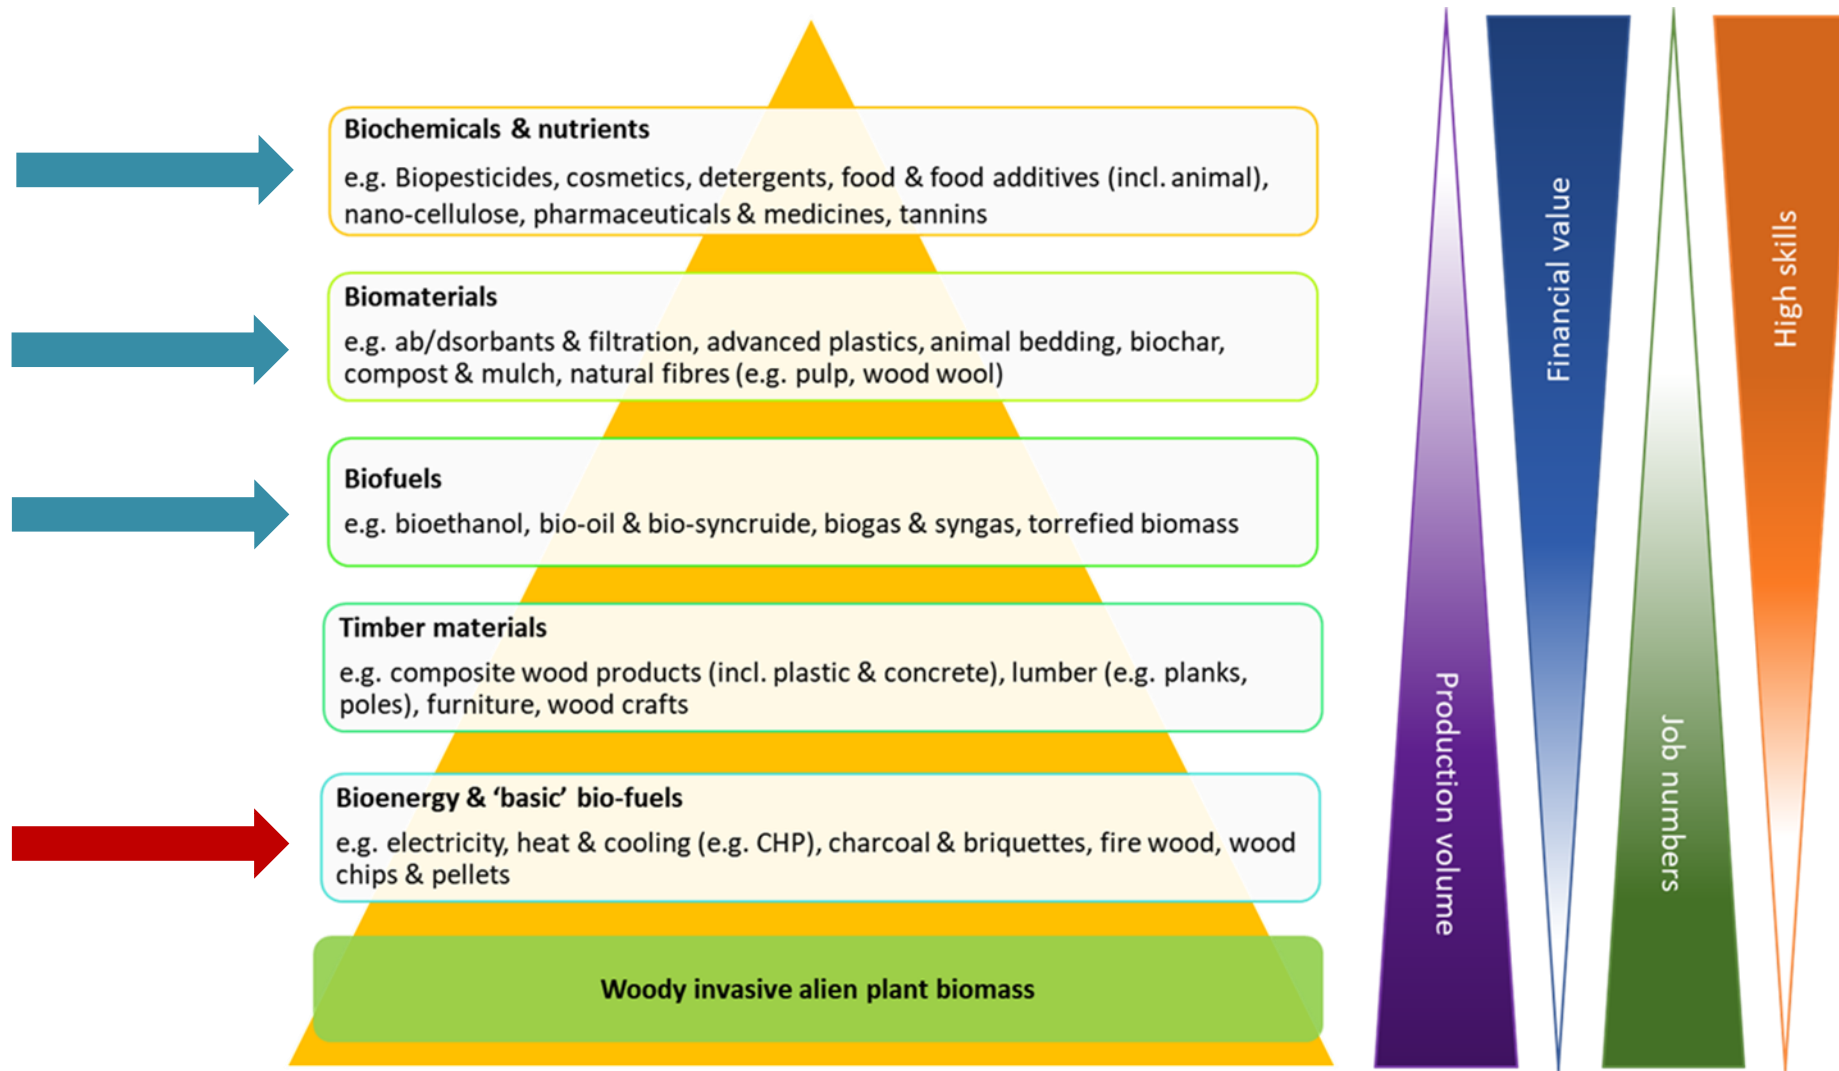 Biochemicals & nutrients
e.g. Biopesticides, cosmetics, detergents, food & food additives (incl. animal),
nano-cellulose, pharmaceuticals & medicines, tannins
Biomaterials
e.g. ab/dsorbants & filtration, advanced plastics, animal bedding, biochar,
compost & mulch, natural fibres (e.g. pulp, wood wool)
Biofuels
e.g. bioethanol, bio-oil & bio-syncruide, biogas & syngas, torrefied biomass
Timber materials
e.g. composite wood products (incl. plastic & concrete), lumber (e.g. planks,
poles), furniture, wood crafts
Bioenergy & ‘basic’ bio-fuels
e.g. electricity, heat & cooling (e.g. CHP), charcoal & briquettes, fire wood, wood
chips & pellets
Woody invasive alien plant biomass
Production volume
Financial value
Job numbers
High skills